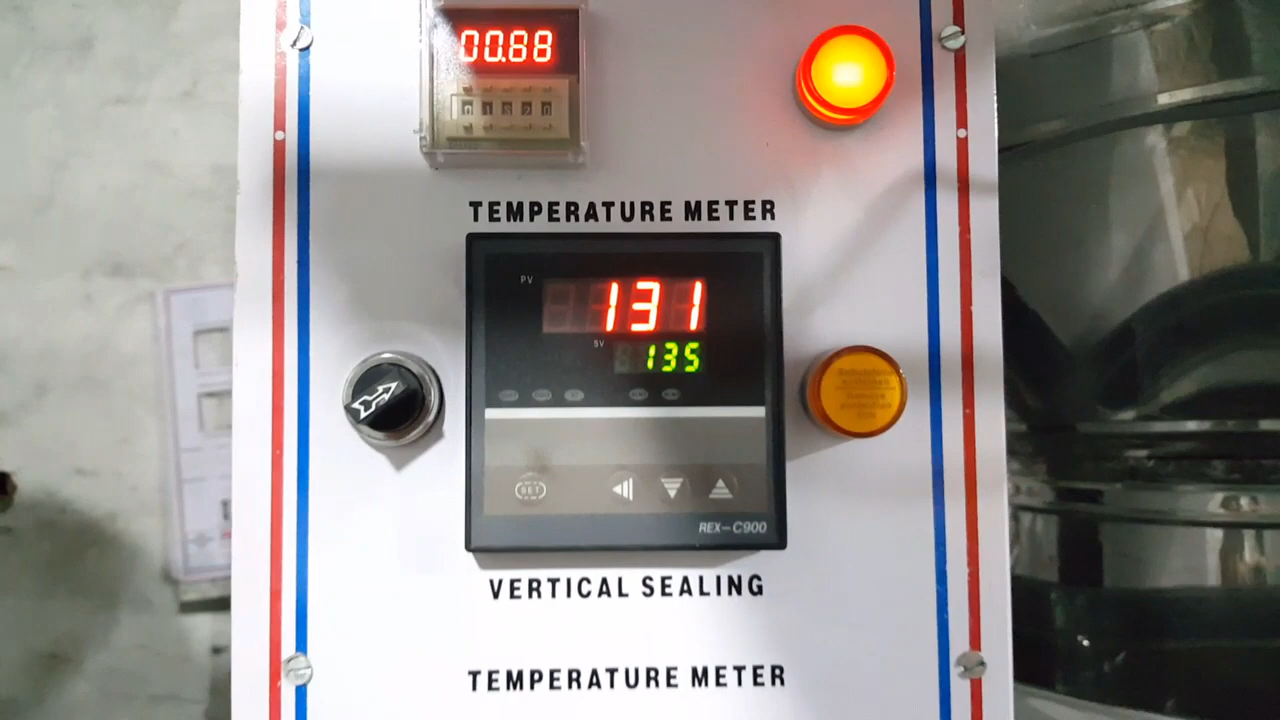 00.88
TEMPERATURE METER
PV
131
SV
135
SET
REX-C900
VERTICAL SEALING
TEMPERATURE METER